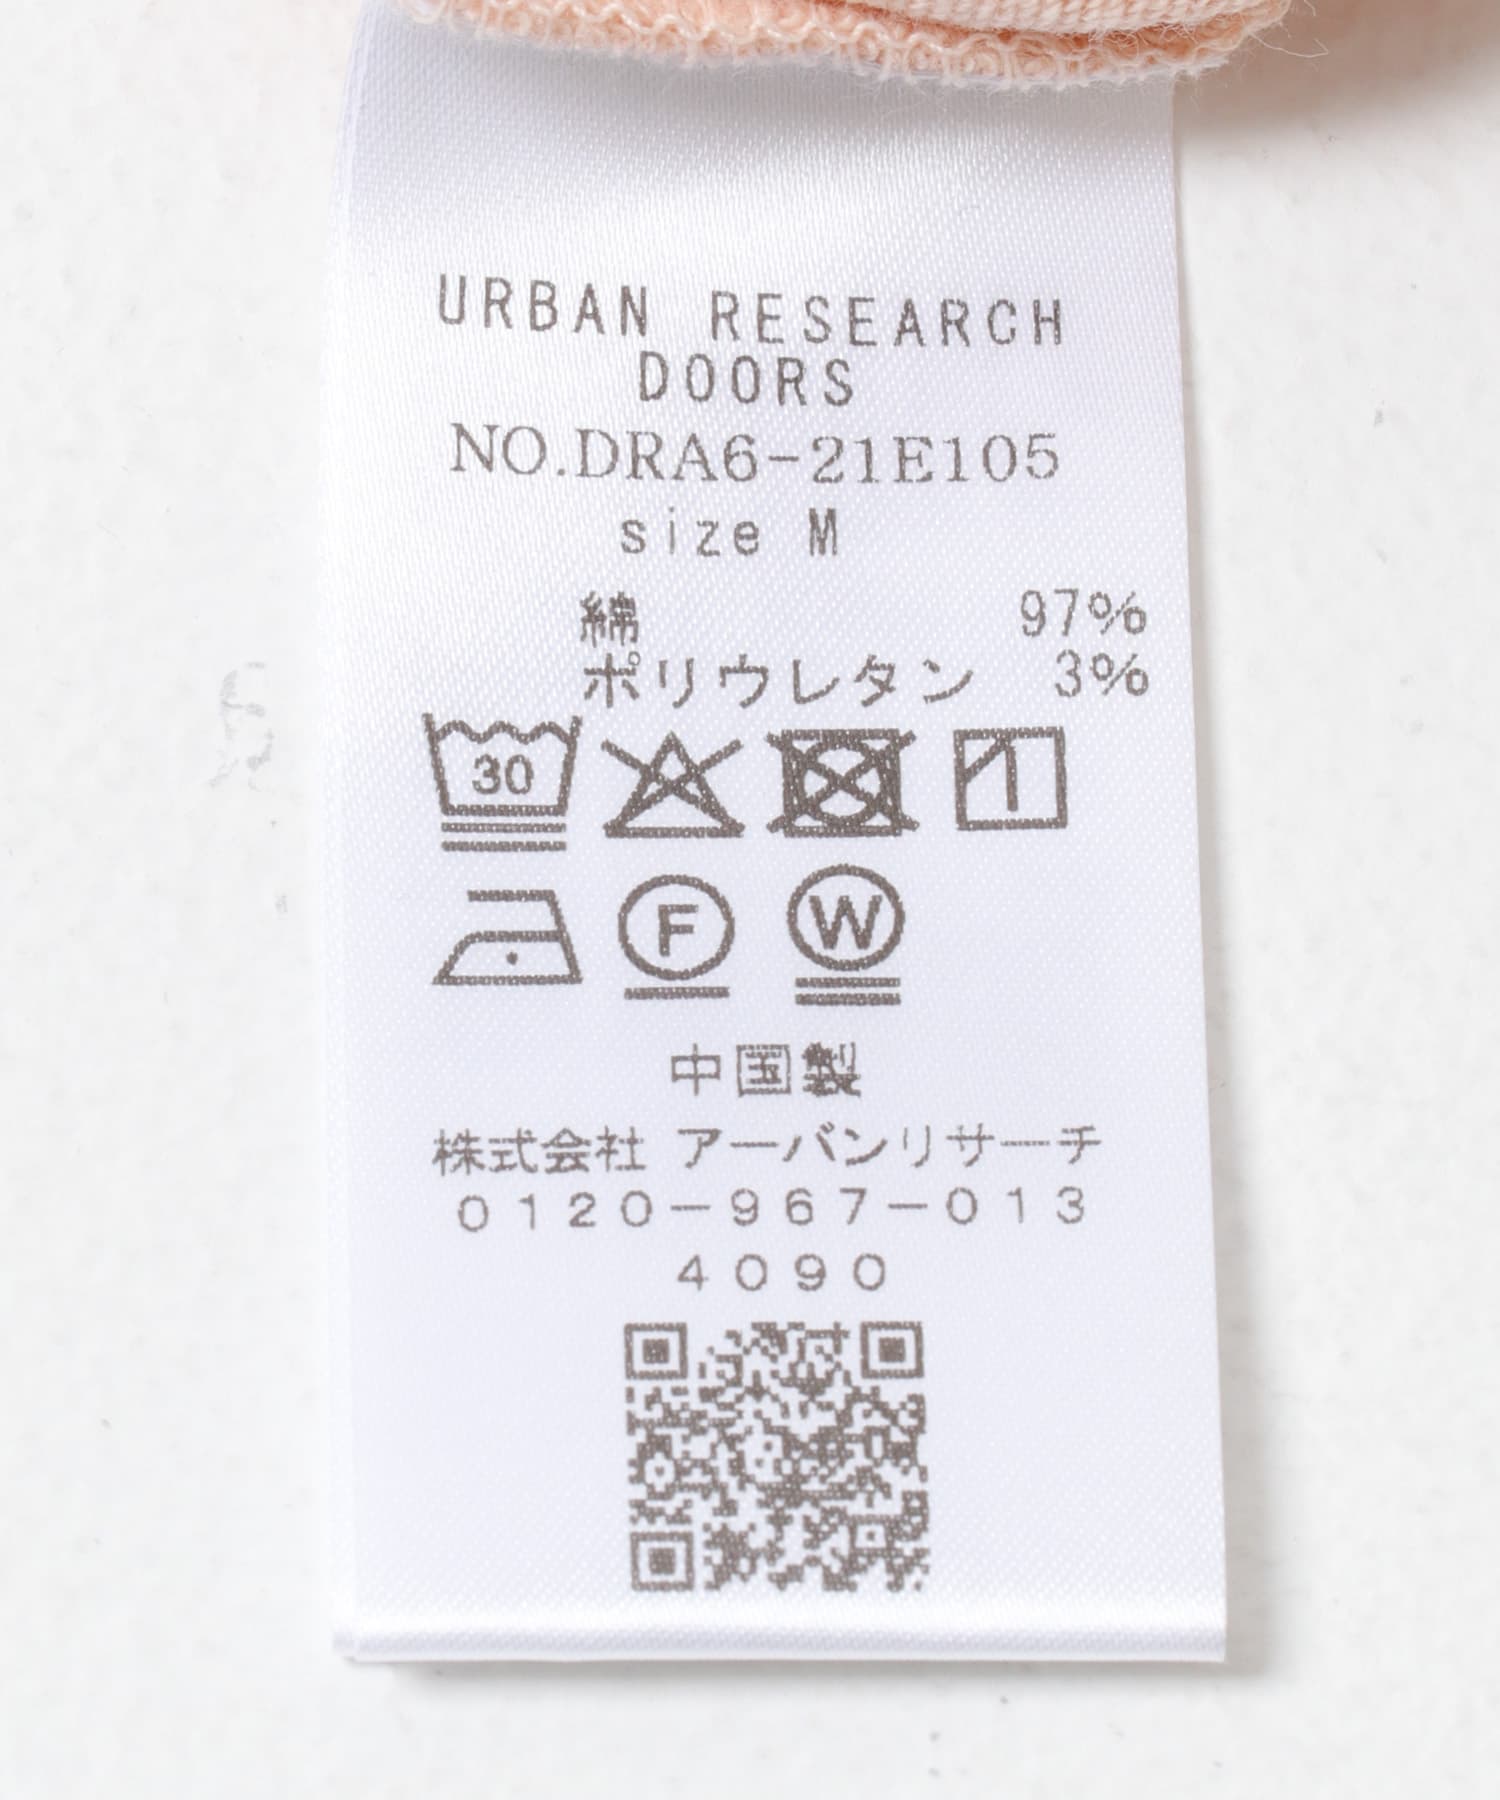 URBAN RESEARCH
DOORS
NO.DRA6-21E105
size M
綿 97%
ポリウレタン 3%
30
F W
中国製
株式会社 アーバンリサーチ
0120-967-013
4090